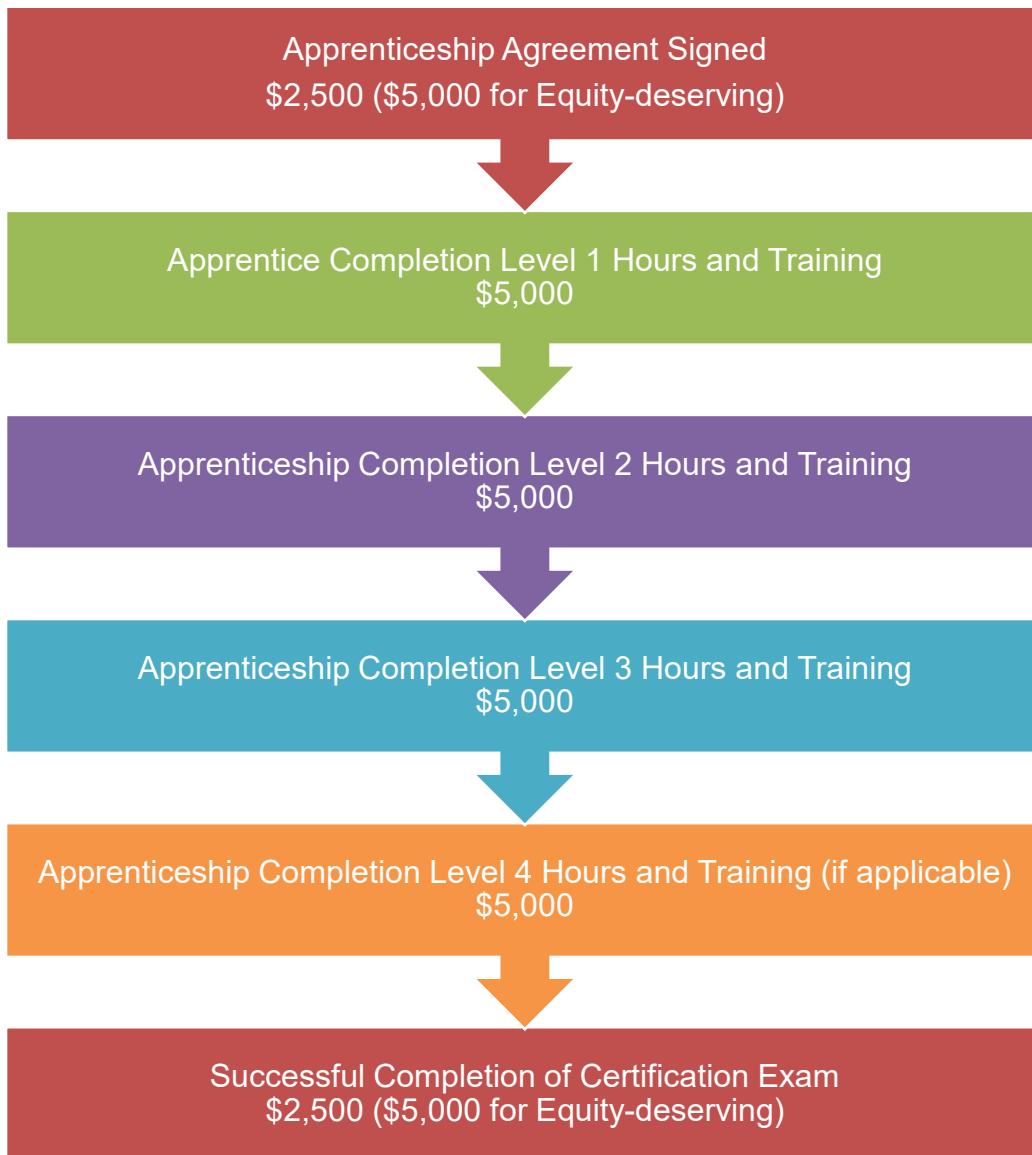 Apprenticeship Agreement Signed
$2,500 ($5,000 for Equity-deserving)
Apprentice Completion Level 1 Hours and Training
$5,000
Apprenticeship Completion Level 2 Hours and Training
$5,000
Apprenticeship Completion Level 3 Hours and Training
$5,000
Apprenticeship Completion Level 4 Hours and Training (if applicable)
$5,000
Successful Completion of Certification Exam
$2,500 ($5,000 for Equity-deserving)